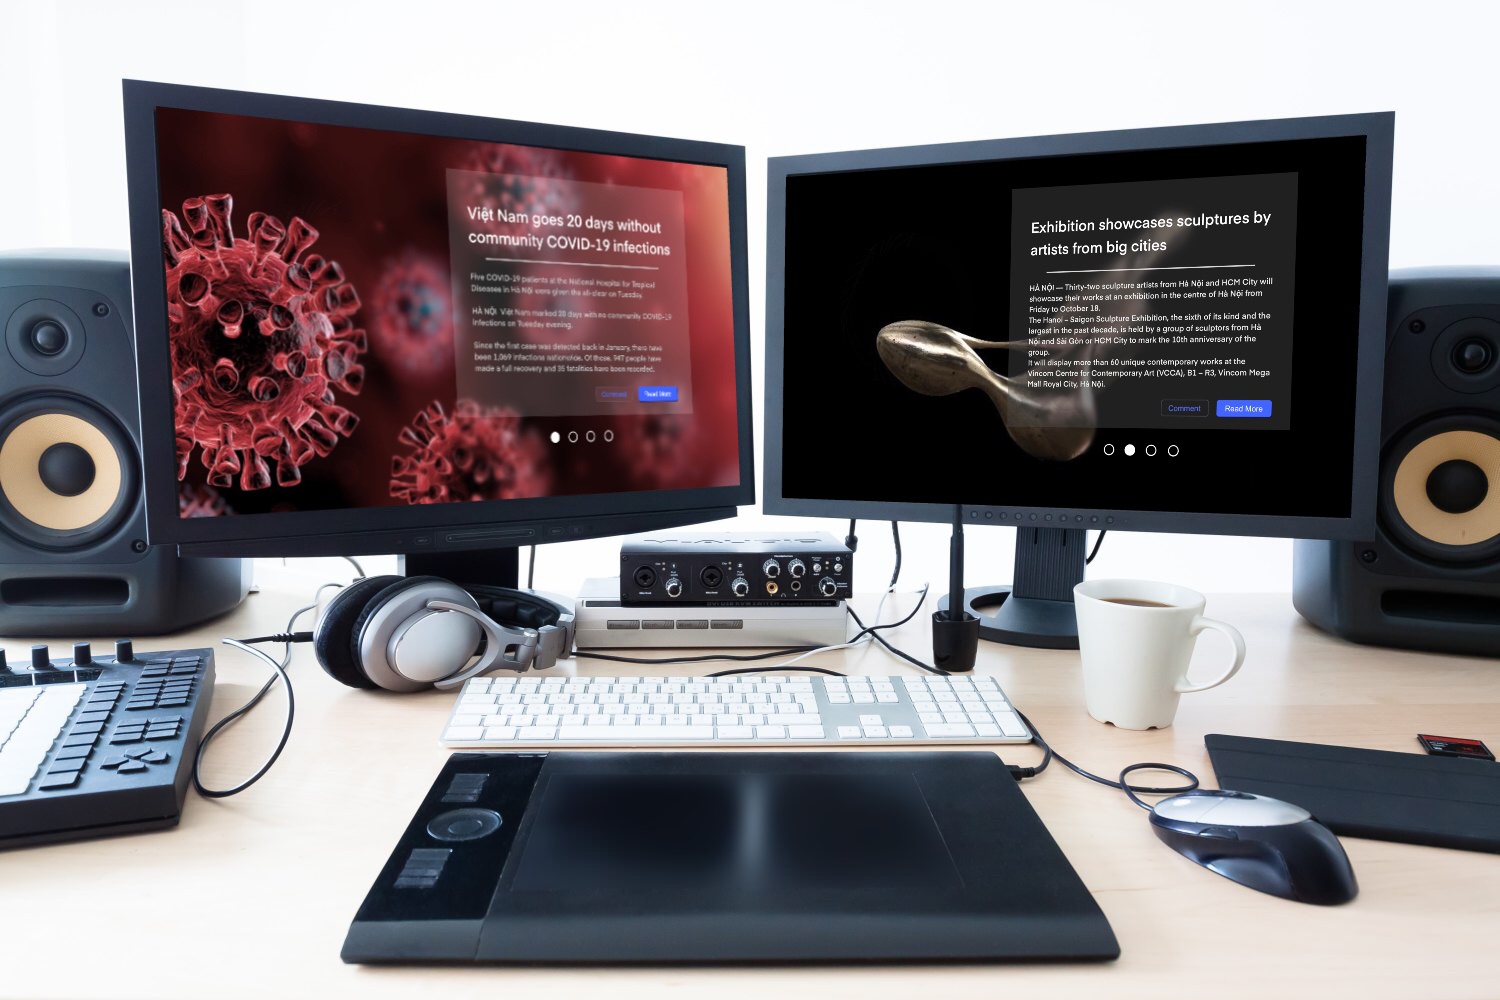 Việt Nam goes 20 days without
community COVID-19 infections
Five COVID-19 patients at the National Hospital for Tropical
Diseases in Hà Nội were given the all-clear on Tuesday.
HÀ NỘI Việt Nam marked 20 days with no community COVID-19
infections on Tuesday evening.
Since the first case was detected back in January, there have
been 1,069 infections nationwide. Of those, 947 people have
made a full recovery and 35 fatalities have been recorded.
Comment
Read More
Exhibition showcases sculptures by
artists from big cities
HÀ NỘI — Thirty-two sculpture artists from Hà Nội and HCM City will
showcase their works at an exhibition in the centre of Hà Nội from
Friday to October 18.
The Hanoi – Saigon Sculpture Exhibition, the sixth of its kind and the
largest in the past decade, is held by a group of sculptors from Hà
Nội and Sài Gòn or HCM City to mark the 10th anniversary of the
group.
It will display more than 60 unique contemporary works at the
Vincom Centre for Contemporary Art (VCCA), B1 – R3, Vincom Mega
Mall Royal City, Hà Nội.
Comment
Read More